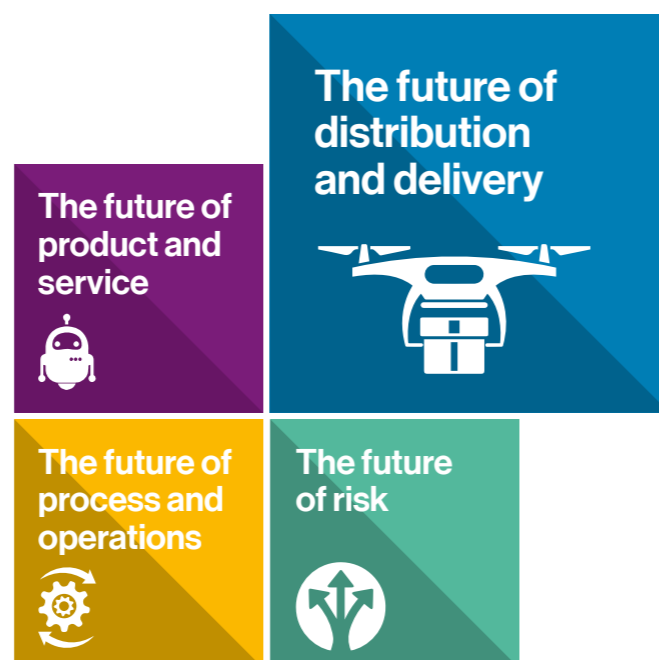 The future of
distribution
and delivery
The future of
product and
service
The future of
process and
operations
The future
of risk